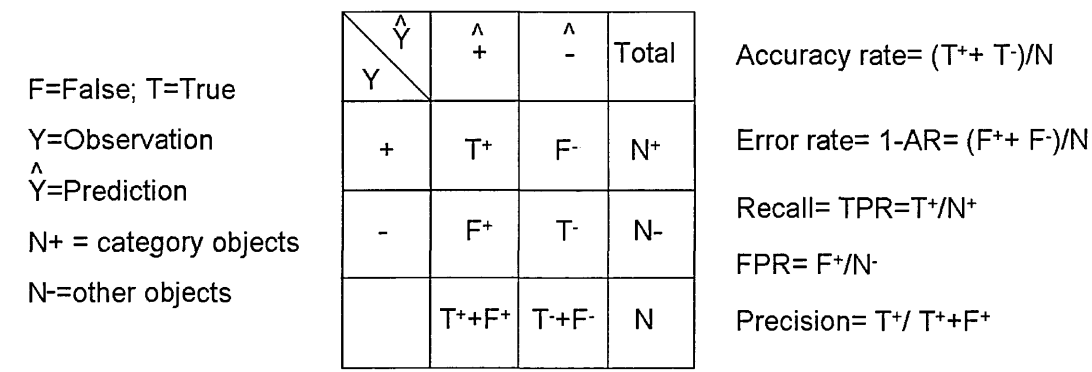 F=False; T=True
Y=Observation
Ŷ=Prediction
N+ = category objects
N-=other objects
Ŷ
Y
+̂
-̂
Total
+
T⁺
F⁻
N⁺
-
F⁺
T⁻
N-
T⁺+F⁺
T⁻+F⁻
N
Accuracy rate= (T⁺+ T⁻)/N
Error rate= 1-AR= (F⁺+ F⁻)/N
Recall= TPR=T⁺/N⁺
FPR= F⁺/N⁻
Precision= T⁺/ T⁺+F⁺